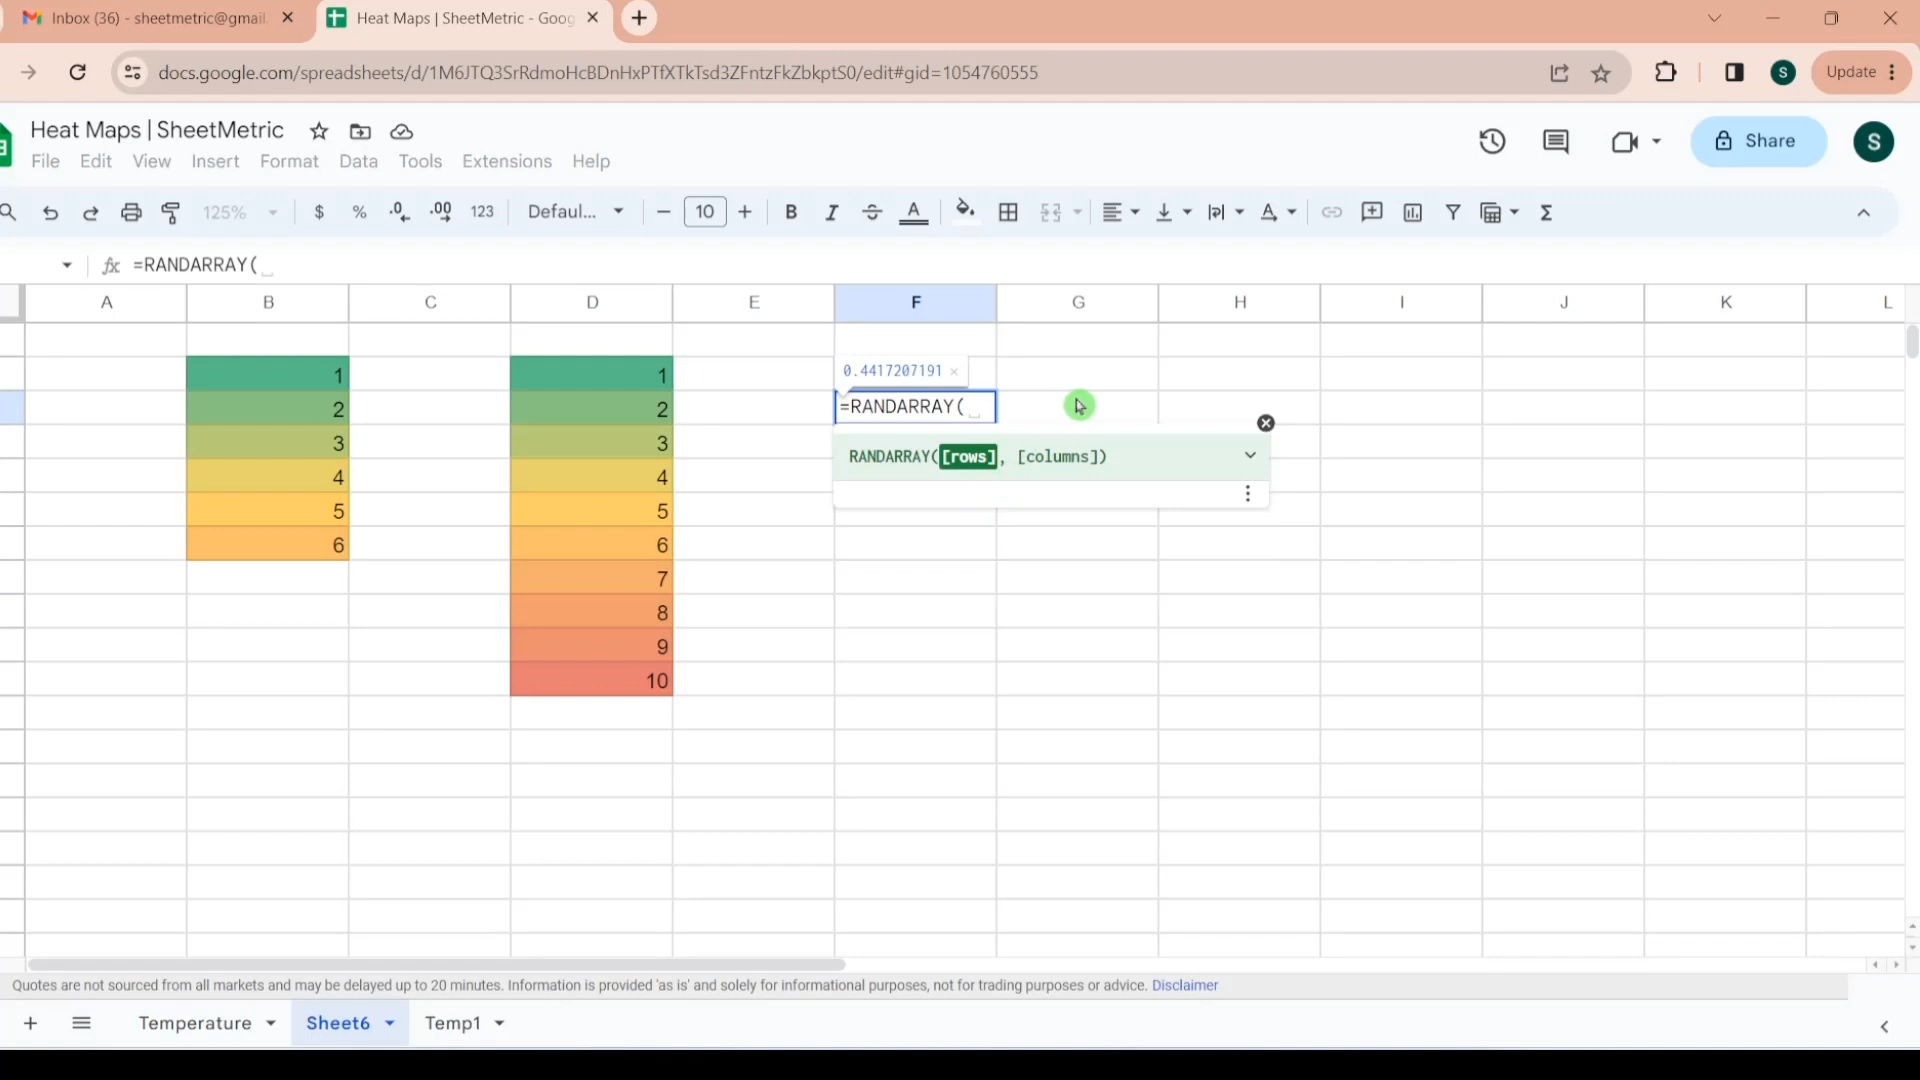 Inbox (36) - sheetmetric@gmail.
Heat Maps | SheetMetric - Goog
docs.google.com/spreadsheets/d/1M6JTQ3SrRdmoHcBDnHxPTfXTkTsd3ZFntzFkZbkptS0/edit#gid=1054760555
S
Update
Heat Maps | SheetMetric
File Edit View Insert Format Data Tools Extensions Help
Share
S
125% $ % .0 .00 123 Defaul... 10 B I S A
fx =RANDARRAY(
A B C D E F G H I J K L
1 1 0.4417207191 ×
2 2 =RANDARRAY(
3 3 RANDARRAY([rows], [columns])
4 4
5 5
6 6
7
8
9
10
Quotes are not sourced from all markets and may be delayed up to 20 minutes. Information is provided 'as is' and solely for informational purposes, not for trading purposes or advice. Disclaimer
Temperature Sheet6 Temp1